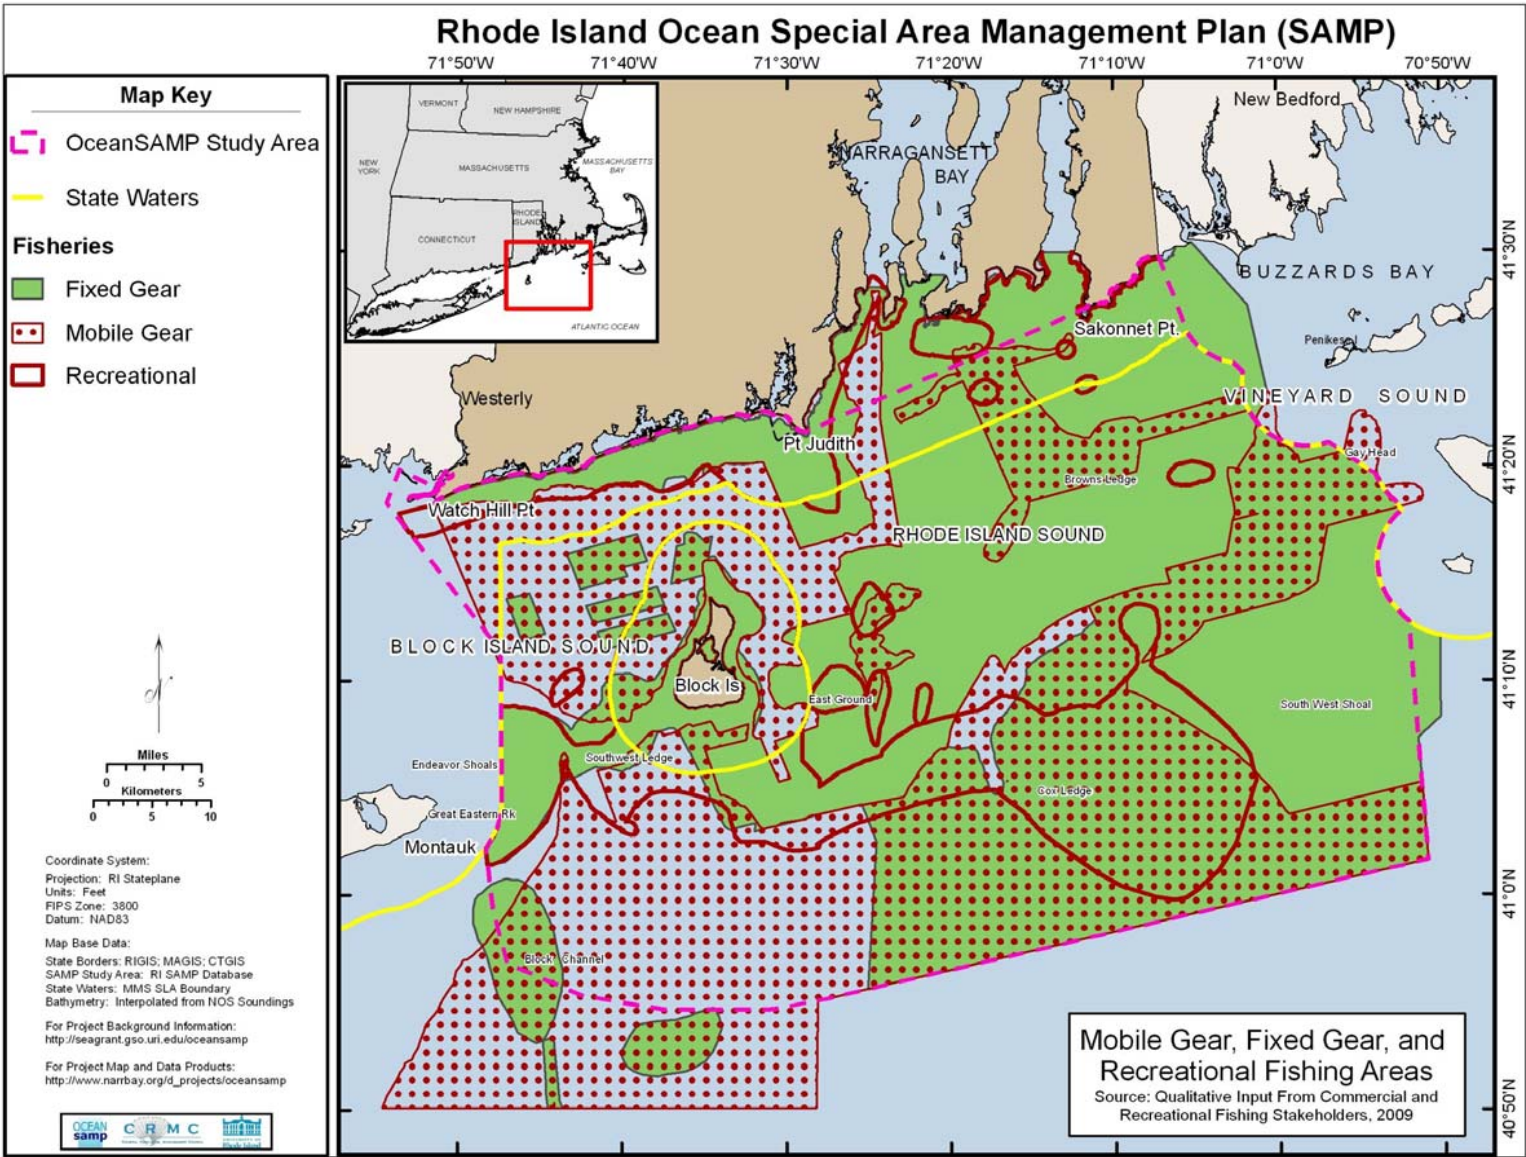 Rhode Island Ocean Special Area Management Plan (SAMP)
71°50'W 71°40'W 71°30'W 71°20'W 71°10'W 71°0'W 70°50'W
Map Key
OceanSAMP Study Area
State Waters
Fisheries
Fixed Gear
Mobile Gear
Recreational
Miles
0 5
Kilometers
0 5 10
Coordinate System:
Projection: RI Stateplane
Units: Feet
FIPS Zone: 3800
Datum: NAD83
Map Base Data:
State Borders: RIGIS; MAGIS; CTGIS
SAMP Study Area: RI SAMP Database
State Waters: MMS SLA Boundary
Bathymetry: Interpolated from NOS Soundings
For Project Background Information:
http://seagrant.gso.uri.edu/oceansamp
For Project Map and Data Products:
http://www.narrbay.org/d_projects/oceansamp
OCEAN
samp
C R M C
VERMONT
NEW HAMPSHIRE
NEW
YORK
MASSACHUSETTS
MASSACHUSETTS
BAY
RHODE
ISLAND
CONNECTICUT
ATLANTIC OCEAN
New Bedford
NARRAGANSETT
BAY
BUZZARDS BAY
Sakonnet Pt.
VINEYARD SOUND
Westerly
Pt Judith
Gay Head
Browns Ledge
Watch Hill Pt
RHODE ISLAND SOUND
BLOCK ISLAND SOUND
Block Is
East Ground
South West Shoal
Southwest Ledge
Endeavor Shoals
Cox Ledge
Great Eastern Rk
Montauk
Block Channel
41°30'N
41°20'N
41°10'N
41°0'N
40°50'N
Mobile Gear, Fixed Gear, and
Recreational Fishing Areas
Source: Qualitative Input From Commercial and
Recreational Fishing Stakeholders, 2009